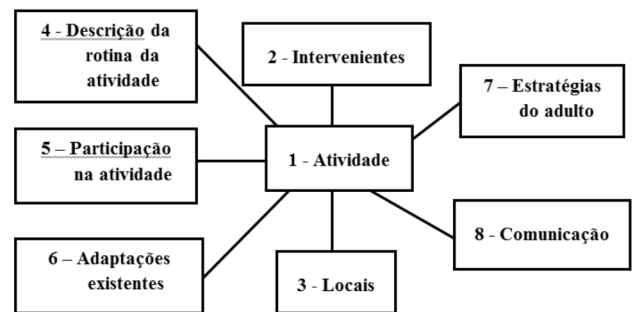 4 - Descrição da
rotina da
atividade
2 - Intervenientes
7 – Estratégias
do adulto
5 – Participação
na atividade
1 - Atividade
8 - Comunicação
6 – Adaptações
existentes
3 - Locais